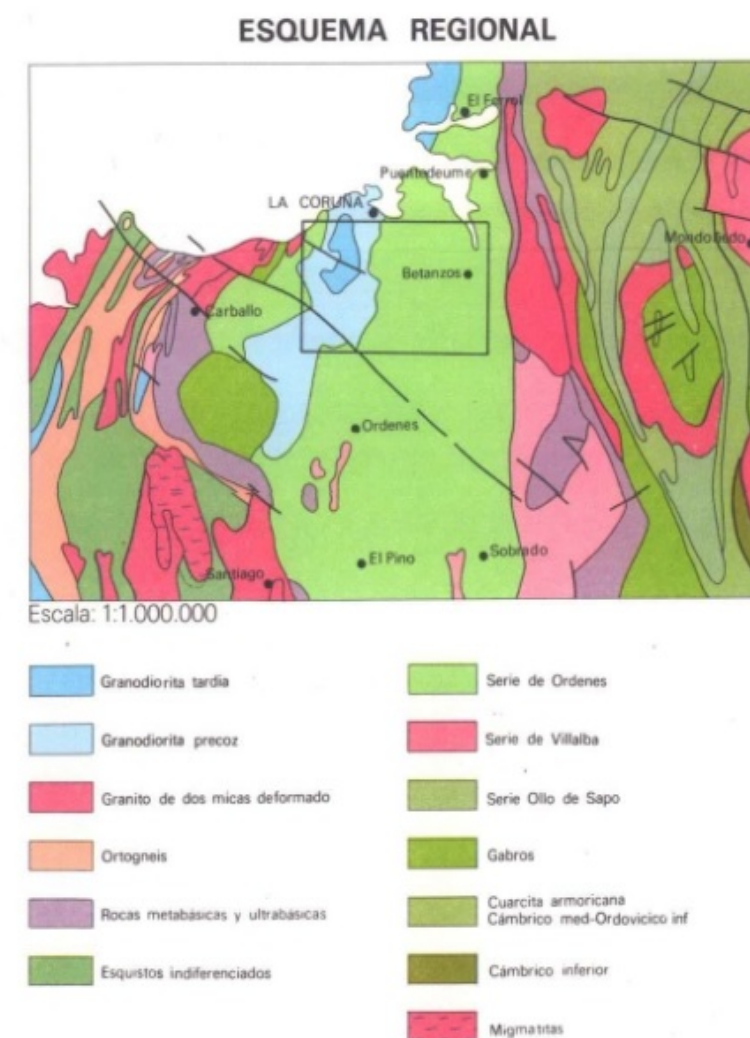 ESQUEMA REGIONAL
El Ferrol
Puentedeume
LA CORUÑA
Mondoñedo
Betanzos
Carballo
Ordenes
El Pino
Sobrado
Santiago
Escala: 1:1.000.000
Granodiorita tardia
Granodiorita precoz
Granito de dos micas deformado
Ortogneis
Rocas metabásicas y ultrabásicas
Esquistos indiferenciados
Serie de Ordenes
Serie de Villalba
Serie Ollo de Sapo
Gabros
Cuarcita armoricana
Cámbrico med-Ordovicico inf
Cámbrico inferior
Migmatitas